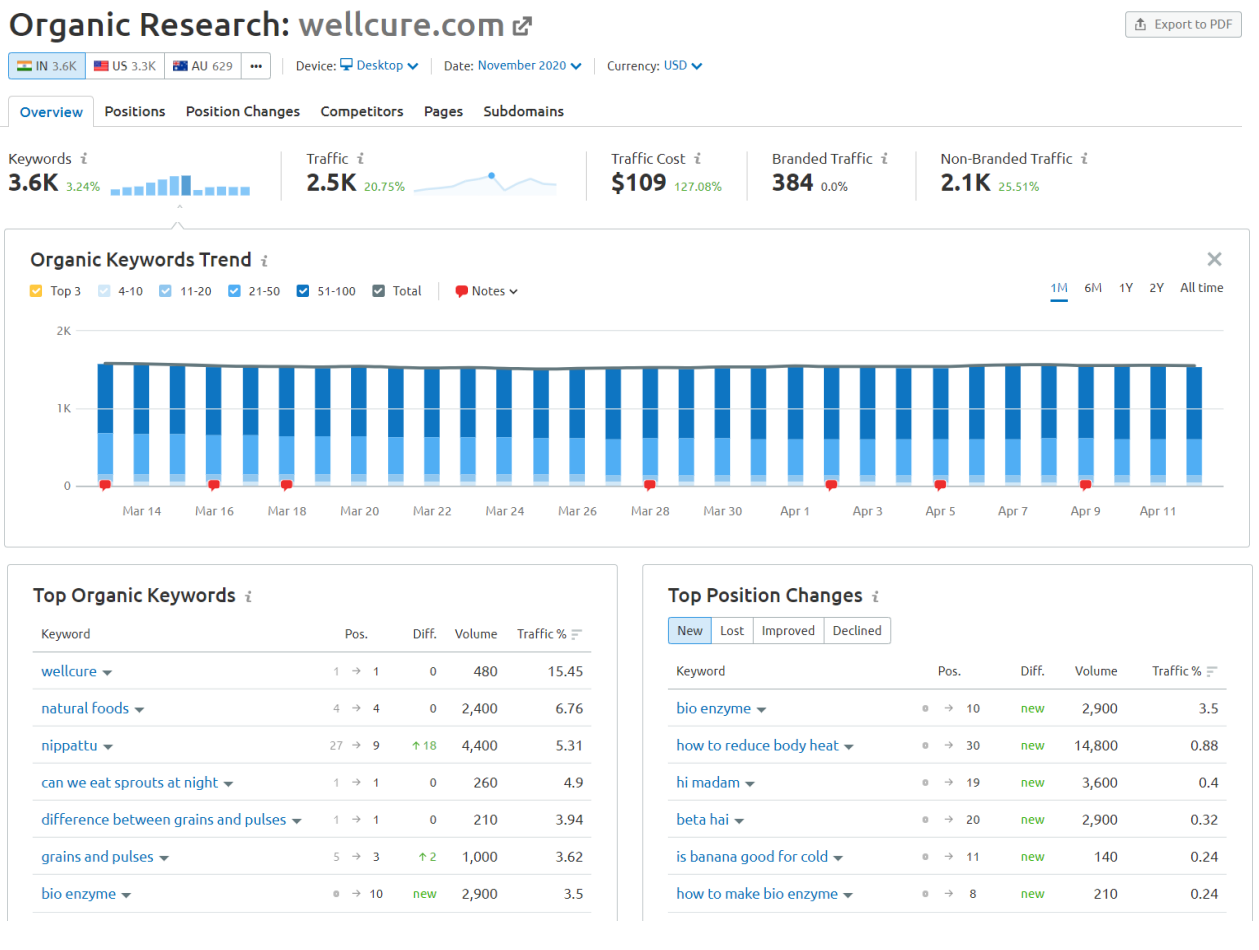 Organic Research: wellcure.com
Export to PDF
IN 3.6K US 3.3K AU 629 ••• Device: Desktop Date: November 2020 Currency: USD
Overview Positions Position Changes Competitors Pages Subdomains
Keywords i Traffic i Traffic Cost i Branded Traffic i Non-Branded Traffic i
3.6K 3.24% 2.5K 20.75% $109 127.08% 384 0.0% 2.1K 25.51%
Organic Keywords Trend i
Top 3 4-10 11-20 21-50 51-100 Total Notes 1M 6M 1Y 2Y All time
2K
1K
0
Mar 14 Mar 16 Mar 18 Mar 20 Mar 22 Mar 24 Mar 26 Mar 28 Mar 30 Apr 1 Apr 3 Apr 5 Apr 7 Apr 9 Apr 11
Top Organic Keywords i
Keyword Pos. Diff. Volume Traffic %
wellcure 1 → 1 0 480 15.45
natural foods 4 → 4 0 2,400 6.76
nippattu 27 → 9 ↑ 18 4,400 5.31
can we eat sprouts at night 1 → 1 0 260 4.9
difference between grains and pulses 1 → 1 0 210 3.94
grains and pulses 5 → 3 ↑ 2 1,000 3.62
bio enzyme 0 → 10 new 2,900 3.5
Top Position Changes i
New Lost Improved Declined
Keyword Pos. Diff. Volume Traffic %
bio enzyme 0 → 10 new 2,900 3.5
how to reduce body heat 0 → 30 new 14,800 0.88
hi madam 0 → 19 new 3,600 0.4
beta hai 0 → 20 new 2,900 0.32
is banana good for cold 0 → 11 new 140 0.24
how to make bio enzyme 0 → 8 new 210 0.24